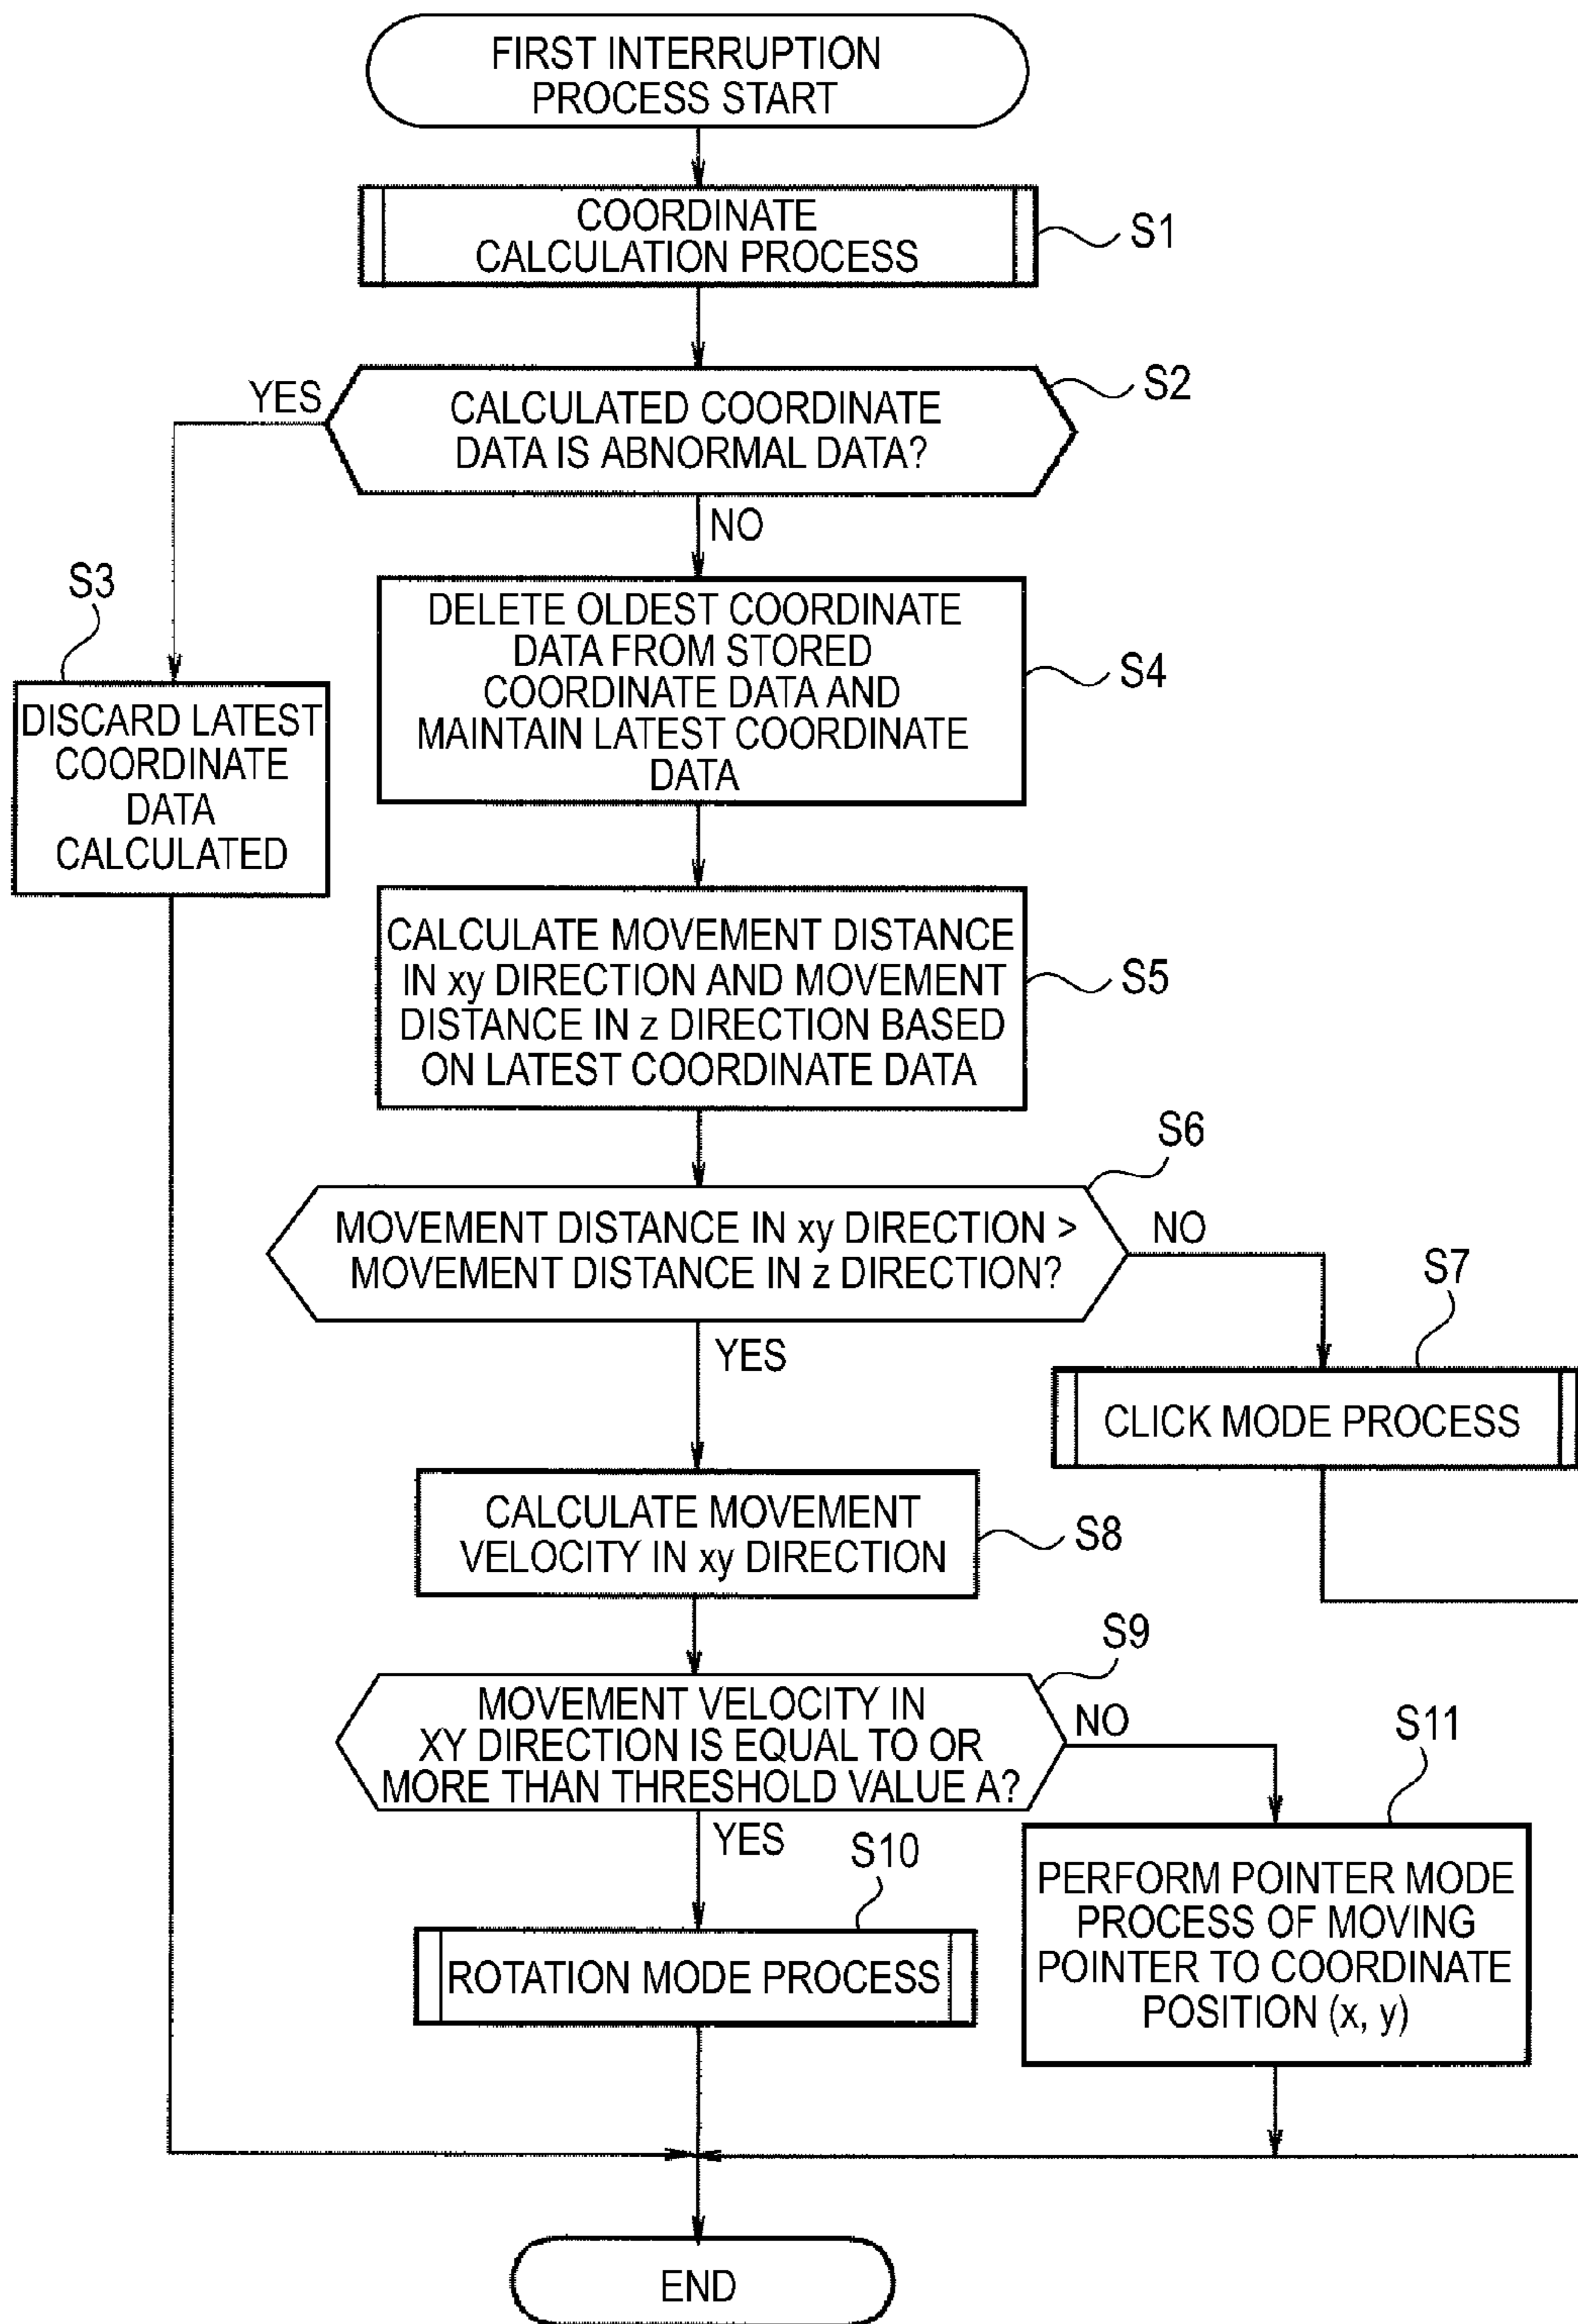 FIRST INTERRUPTION
PROCESS START
COORDINATE
CALCULATION PROCESS
S1
S2
YES
CALCULATED COORDINATE
DATA IS ABNORMAL DATA?
NO
S3
DISCARD LATEST
COORDINATE
DATA
CALCULATED
DELETE OLDEST COORDINATE
DATA FROM STORED
COORDINATE DATA AND
MAINTAIN LATEST COORDINATE
DATA
S4
CALCULATE MOVEMENT DISTANCE
IN xy DIRECTION AND MOVEMENT
DISTANCE IN z DIRECTION BASED
ON LATEST COORDINATE DATA
S5
S6
MOVEMENT DISTANCE IN xy DIRECTION >
MOVEMENT DISTANCE IN z DIRECTION?
NO
YES
S7
CLICK MODE PROCESS
CALCULATE MOVEMENT
VELOCITY IN xy DIRECTION
S8
S9
MOVEMENT VELOCITY IN
XY DIRECTION IS EQUAL TO OR
MORE THAN THRESHOLD VALUE A?
NO
YES
S10
ROTATION MODE PROCESS
S11
PERFORM POINTER MODE
PROCESS OF MOVING
POINTER TO COORDINATE
POSITION (x, y)
END